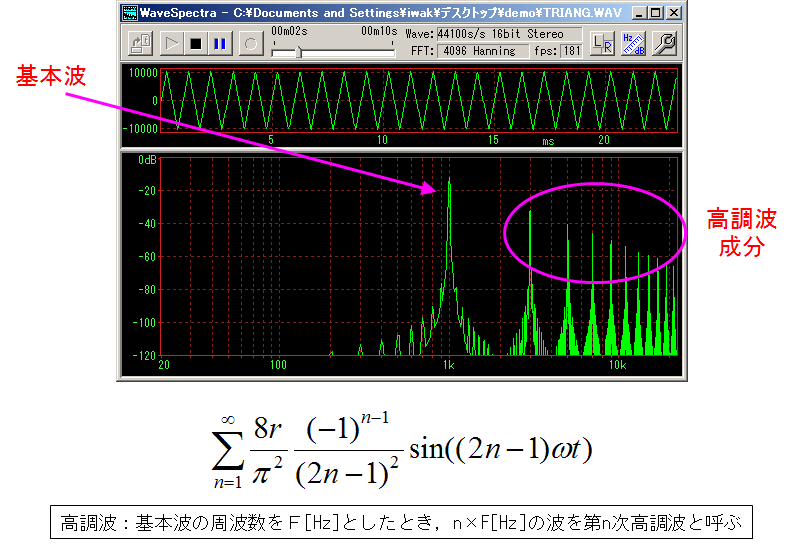 WaveSpectra - C:¥Documents and Settings¥iwak¥デスクトップ¥demo¥TRIANG.WAV
00m02s 00m10s Wave: 44100s/s 16bit Stereo
FFT: 4096 Hanning fps: 181
L R Hz dB
基本波
10000
0
-10000
5 10 15 ms 20
0dB
-20
-40
-60
-80
-100
-120
20 100 1k 10k
高調波
成分
∑_{n=1}^{∞} \frac{8r}{π^2} \frac{(-1)^{n-1}}{(2n-1)^2} sin((2n-1)ωt)
高調波：基本波の周波数をＦ[Hz]としたとき，n×F[Hz]の波を第n次高調波と呼ぶ